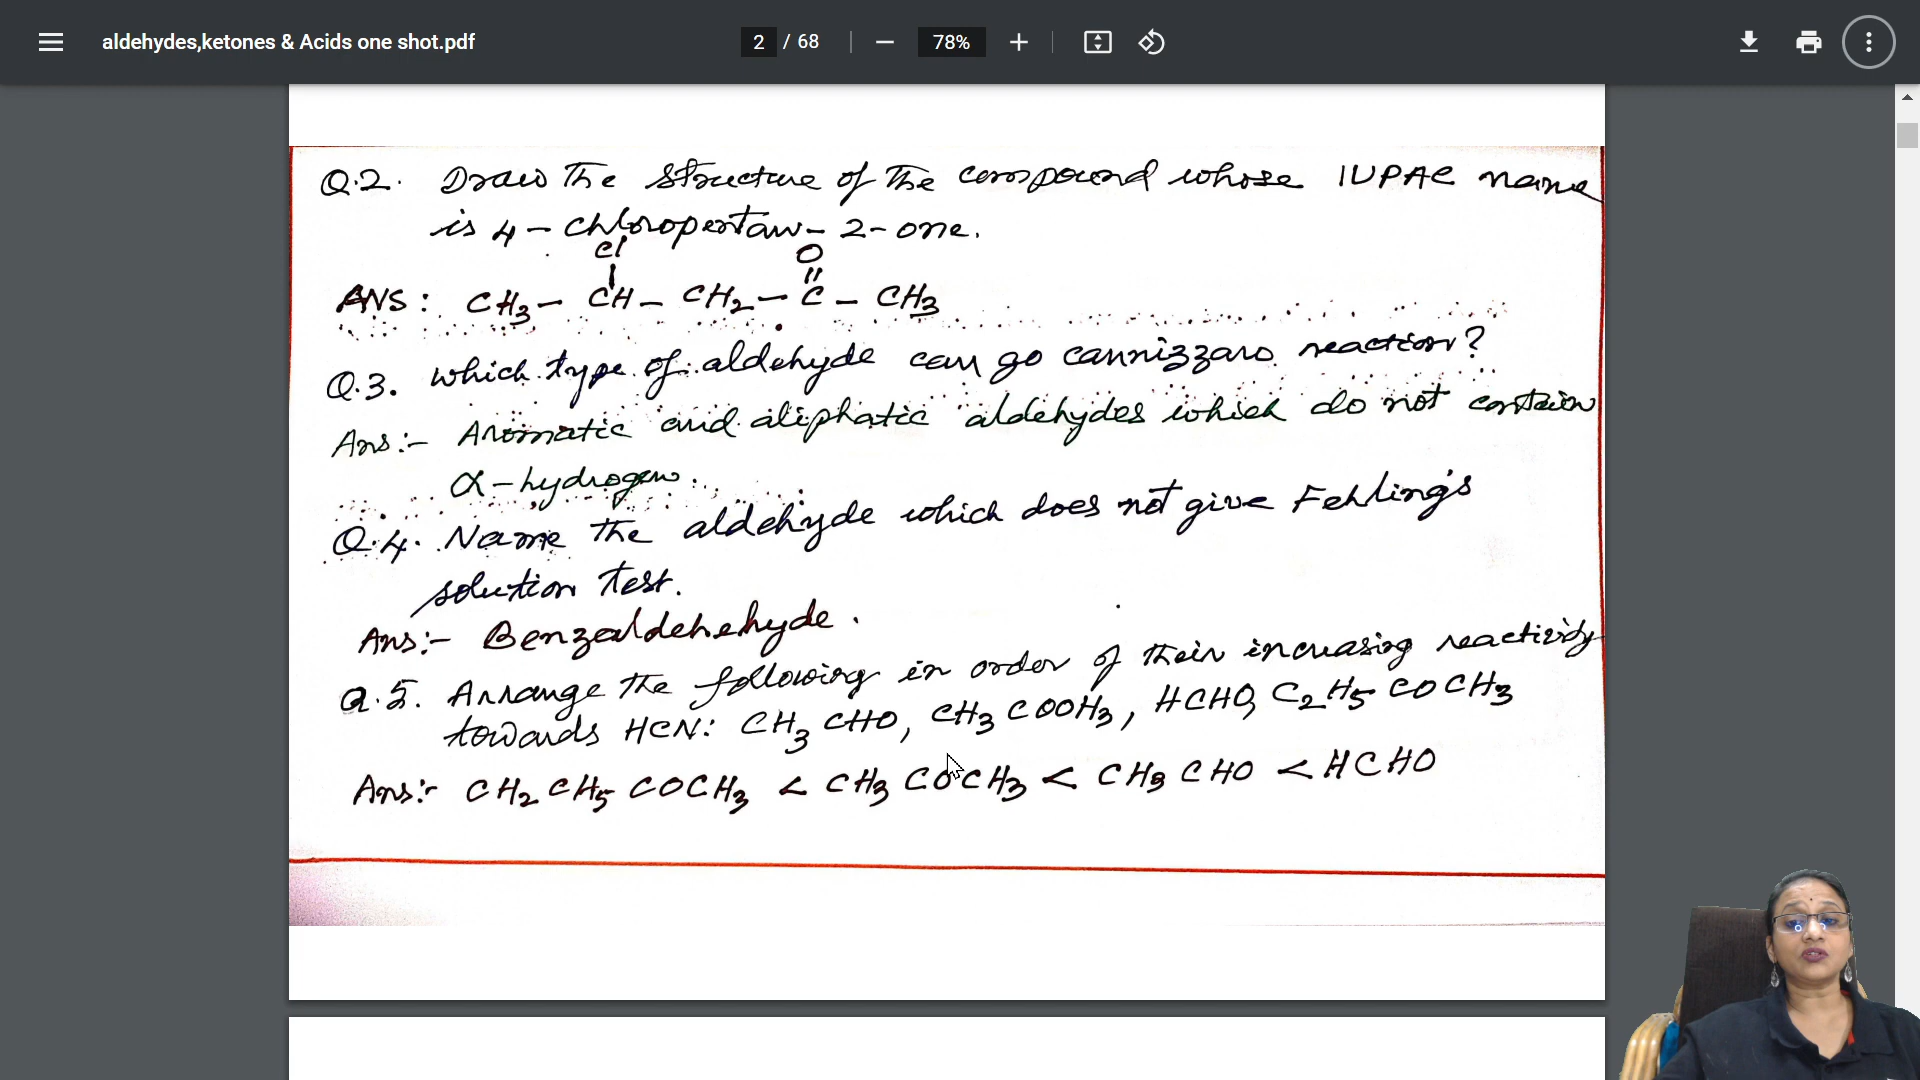 aldehydes,ketones & Acids one shot.pdf
2 / 68
78%
Q.2. Draw The structure of the compound whose IUPAC name
is 4 - chloropentan - 2 - one.
Cl O
ANS : CH3 - CH - CH2 - C - CH3
Q.3. which type of aldehyde can go cannizzaro reaction?
Ans :- Aromatic and aliphatic aldehydes which do not contain
α - hydrogen.
Q.4. Name the aldehyde which does not give Fehling's
solution test.
Ans :- Benzaldehehyde.
Q.5. Arrange the following in order of their increasing reactivity
towards HCN: CH3 CHO, CH3 COOH3, HCHO, C2H5 COCH3
Ans :- CH2 CH5 COCH3 < CH3 COCH3 < CH3 CHO < HCHO